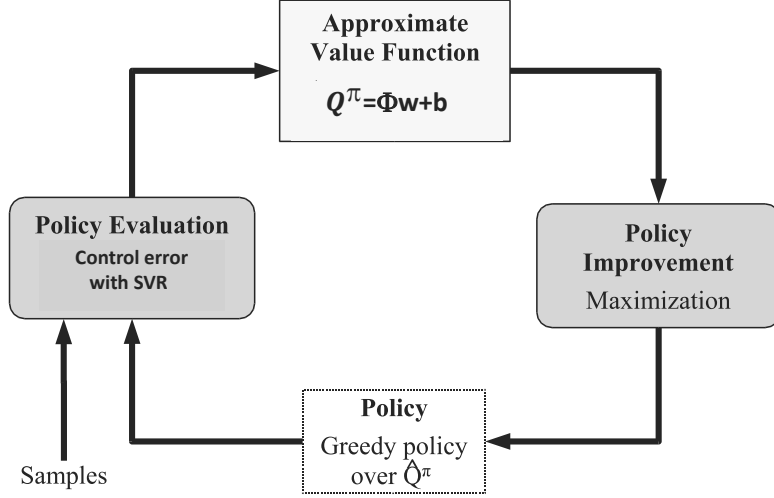 Approximate
Value Function
Q^π=Φw+b
Policy Evaluation
Control error
with SVR
Policy
Improvement
Maximization
Policy
Greedy policy
over Q̂^π
Samples